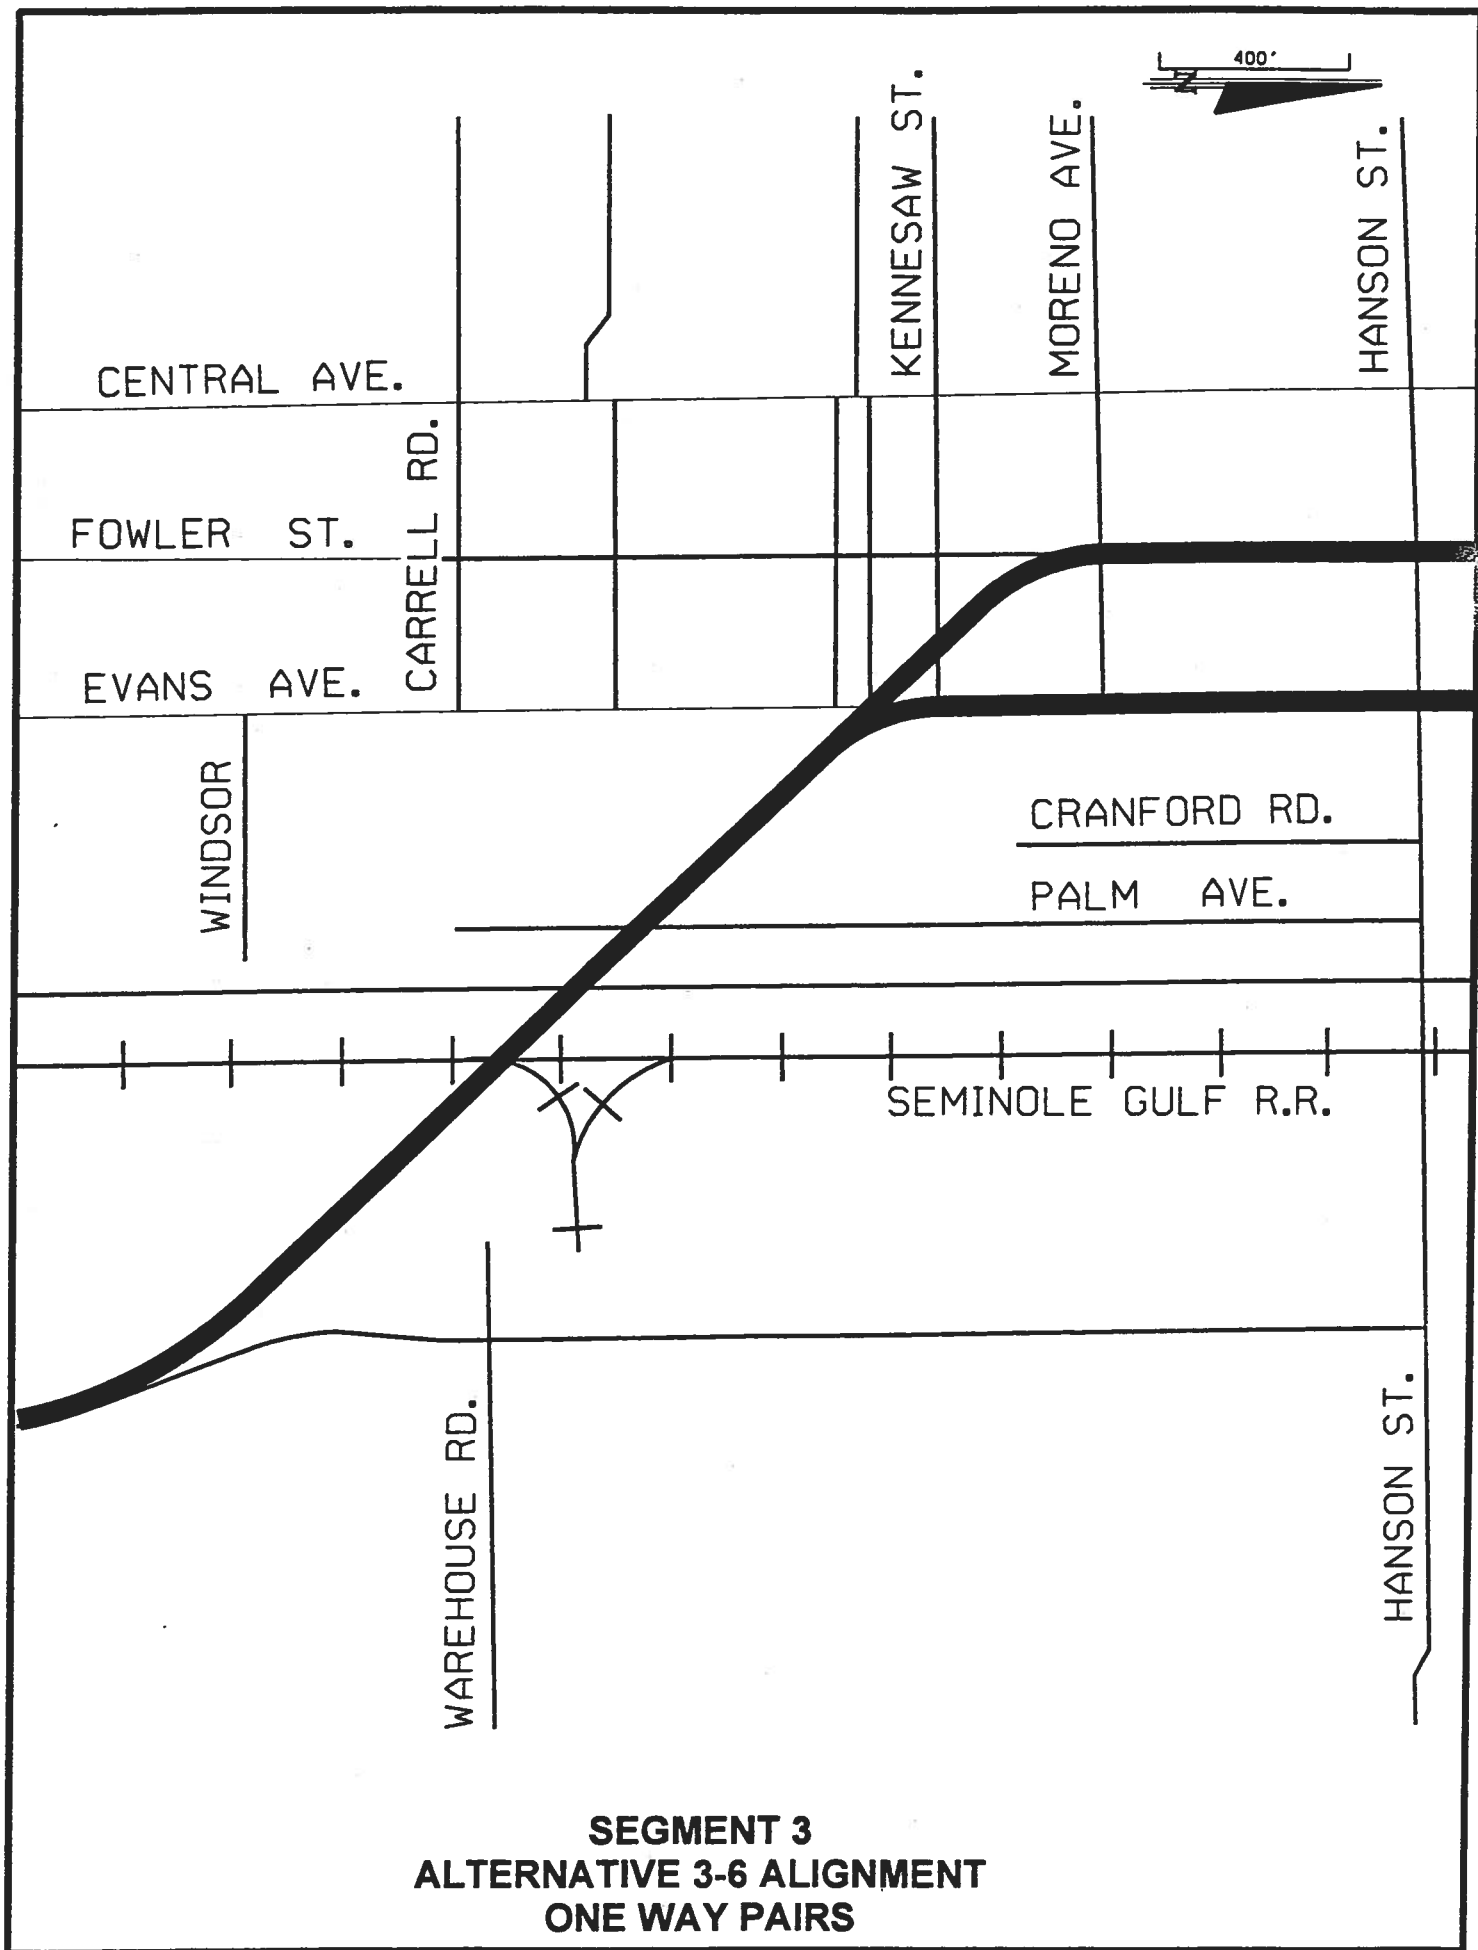 400'
N
KENNESAW ST.
MORENO AVE.
HANSON ST.
CENTRAL AVE.
CARRELL RD.
FOWLER ST.
EVANS AVE.
WINDSOR
CRANFORD RD.
PALM AVE.
SEMINOLE GULF R.R.
WAREHOUSE RD.
HANSON ST.
SEGMENT 3
ALTERNATIVE 3-6 ALIGNMENT
ONE WAY PAIRS